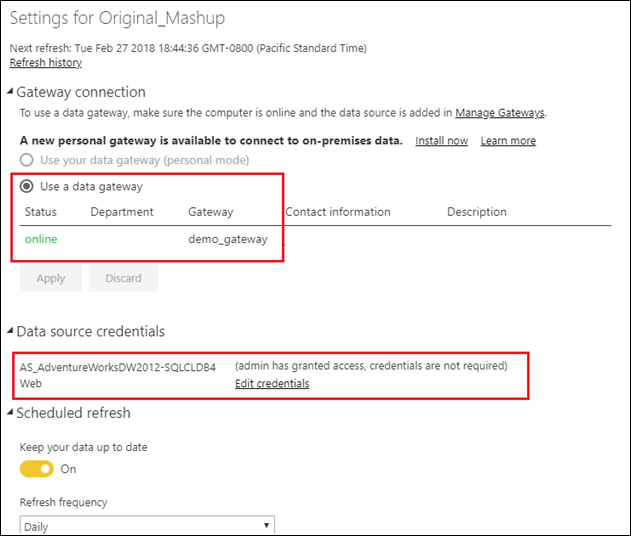 Settings for Original_Mashup
Next refresh: Tue Feb 27 2018 18:44:36 GMT-0800 (Pacific Standard Time)
Refresh history
Gateway connection
To use a data gateway, make sure the computer is online and the data source is added in Manage Gateways.
A new personal gateway is available to connect to on-premises data. Install now Learn more
Use your data gateway (personal mode)
Use a data gateway
Status Department Gateway Contact information Description
online demo_gateway
Apply Discard
Data source credentials
AS_AdventureWorksDW2012-SQLCLDB4 (admin has granted access, credentials are not required)
Web Edit credentials
Scheduled refresh
Keep your data up to date
On
Refresh frequency
Daily